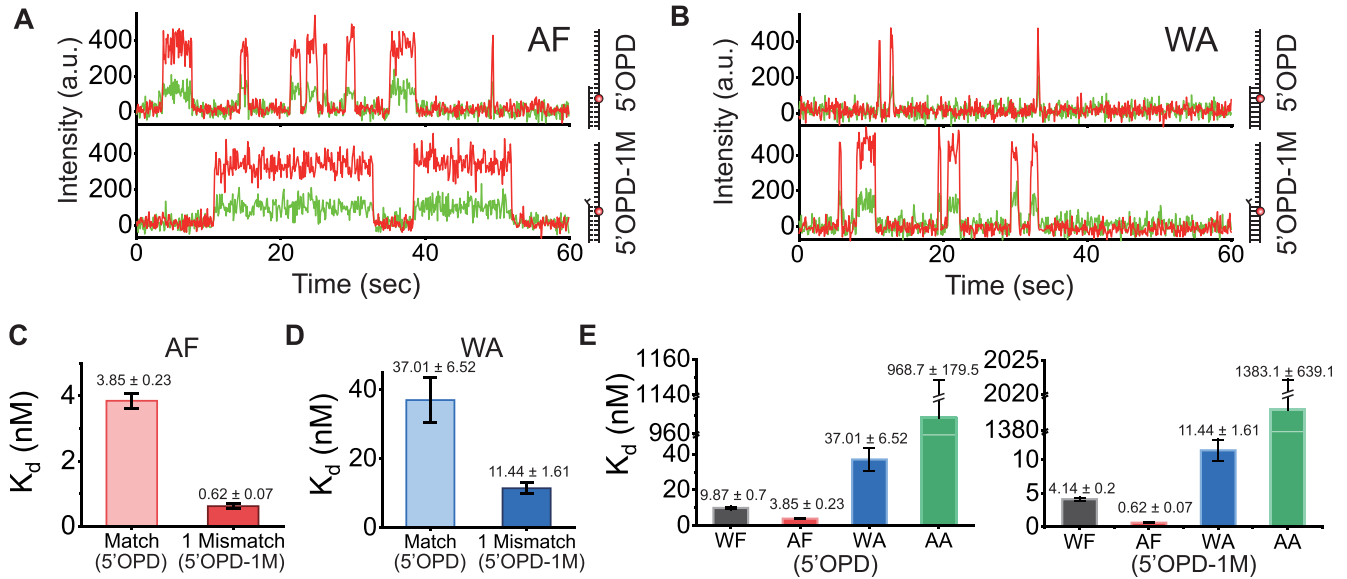 A
AF
Intensity (a.u.)
400
200
0
5'OPD
400
200
0
5'OPD-1M
0
20
40
60
Time (sec)
B
WA
400
200
0
5'OPD
400
200
0
5'OPD-1M
0
20
40
60
Time (sec)
C
AF
Kd (nM)
4
2
0
3.85 ± 0.23
0.62 ± 0.07
Match
(5'OPD)
1 Mismatch
(5'OPD-1M)
D
WA
Kd (nM)
40
20
0
37.01 ± 6.52
11.44 ± 1.61
Match
(5'OPD)
1 Mismatch
(5'OPD-1M)
E
Kd (nM)
1160
1140
960
40
20
0
9.87 ± 0.7
3.85 ± 0.23
37.01 ± 6.52
968.7 ± 179.5
WF
AF
WA
AA
(5'OPD)
2025
2020
1380
10
5
0
4.14 ± 0.2
0.62 ± 0.07
11.44 ± 1.61
1383.1 ± 639.1
WF
AF
WA
AA
(5'OPD-1M)